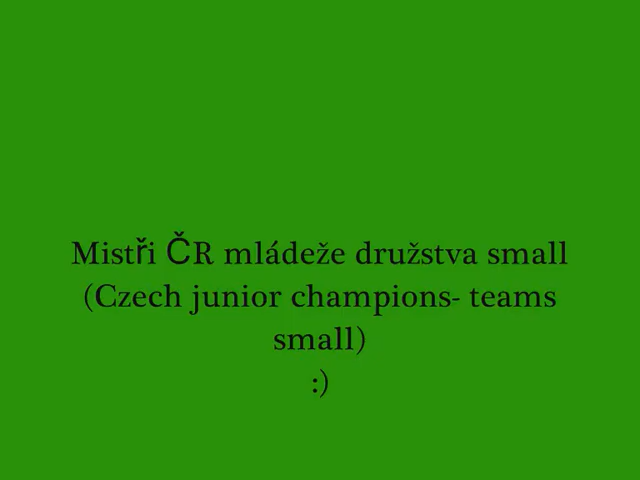 Mistři ČR mládeže družstva small
(Czech junior champions- teams
small)
:)